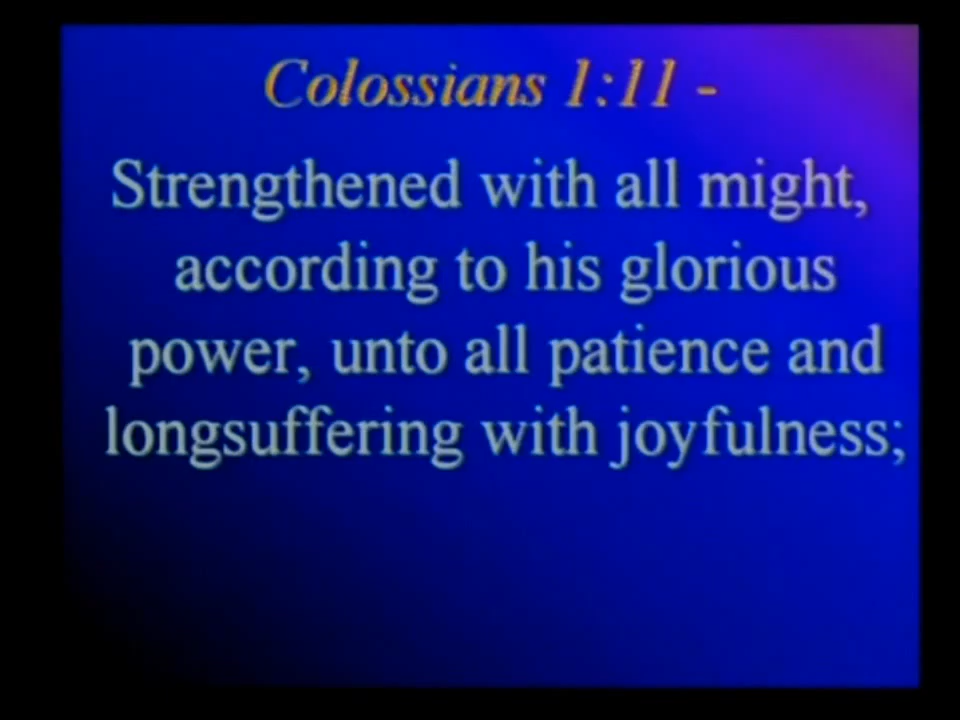 Colossians 1:11 -
Strengthened with all might,
according to his glorious
power, unto all patience and
longsuffering with joyfulness;